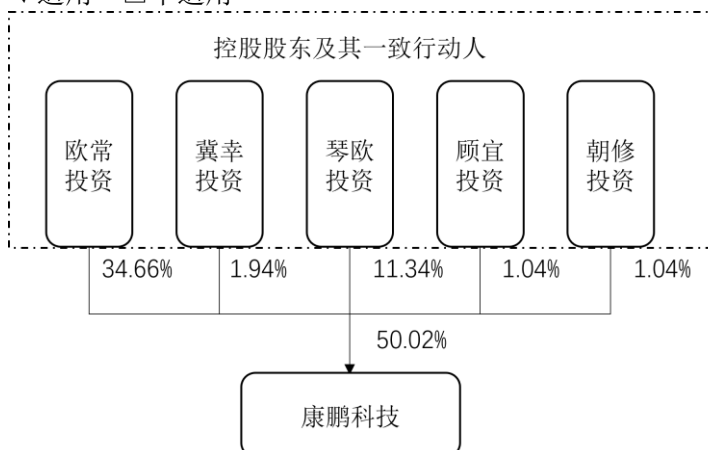 控股股东及其一致行动人
欧常
投资
冀幸
投资
琴欧
投资
顾宜
投资
朝修
投资
34.66%
1.94%
11.34%
1.04%
1.04%
50.02%
康鹏科技